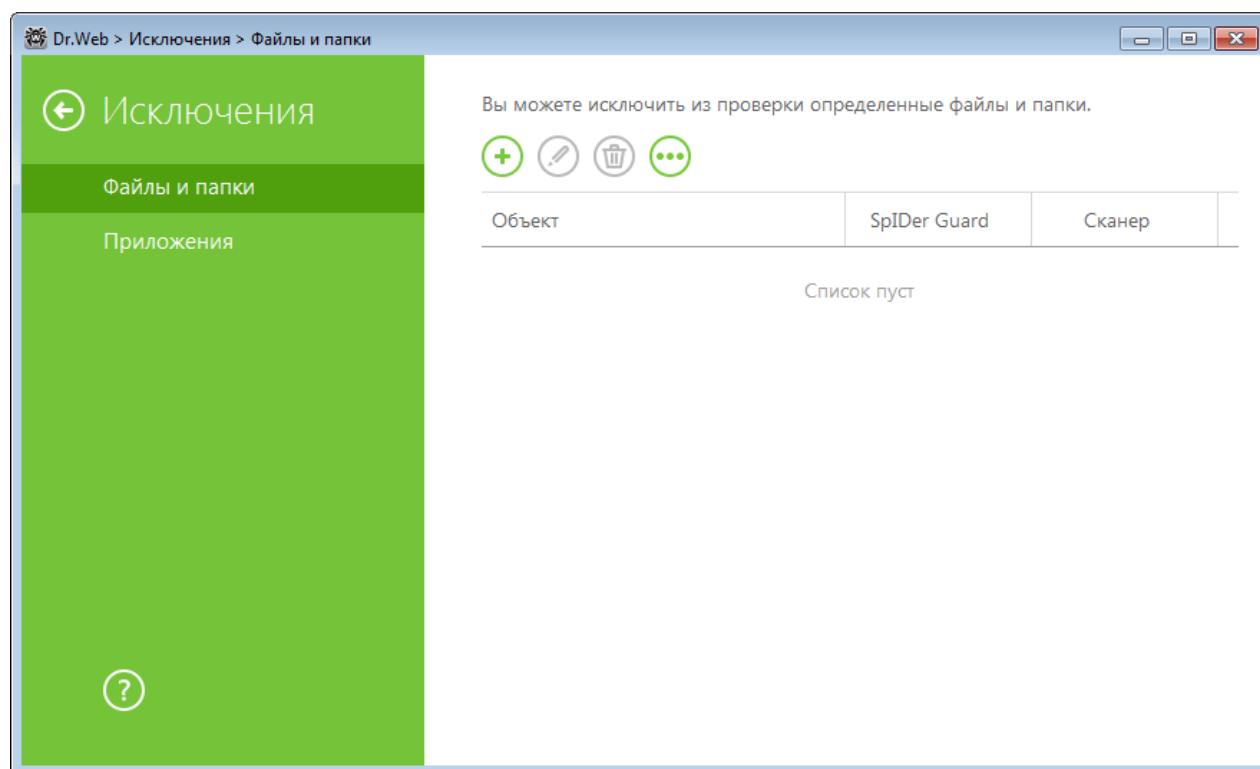 Dr.Web > Исключения > Файлы и папки
Исключения
Файлы и папки
Приложения
?
Вы можете исключить из проверки определенные файлы и папки.
Объект SpIDer Guard Сканер
Список пуст